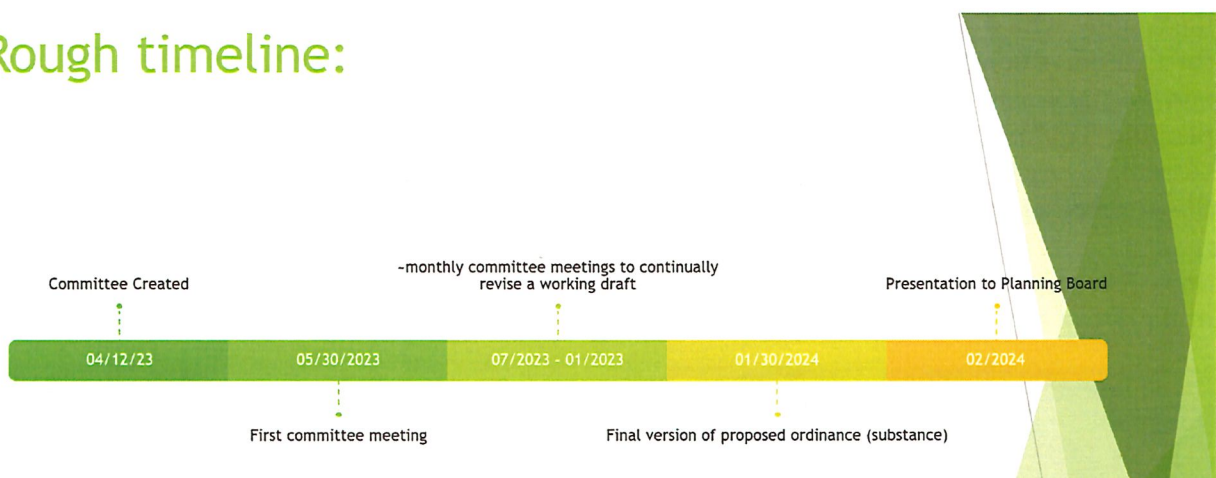 Rough timeline:
Committee Created
~monthly committee meetings to continually
revise a working draft
Presentation to Planning Board
04/12/23
05/30/2023
07/2023 - 01/2023
01/30/2024
02/2024
First committee meeting
Final version of proposed ordinance (substance)